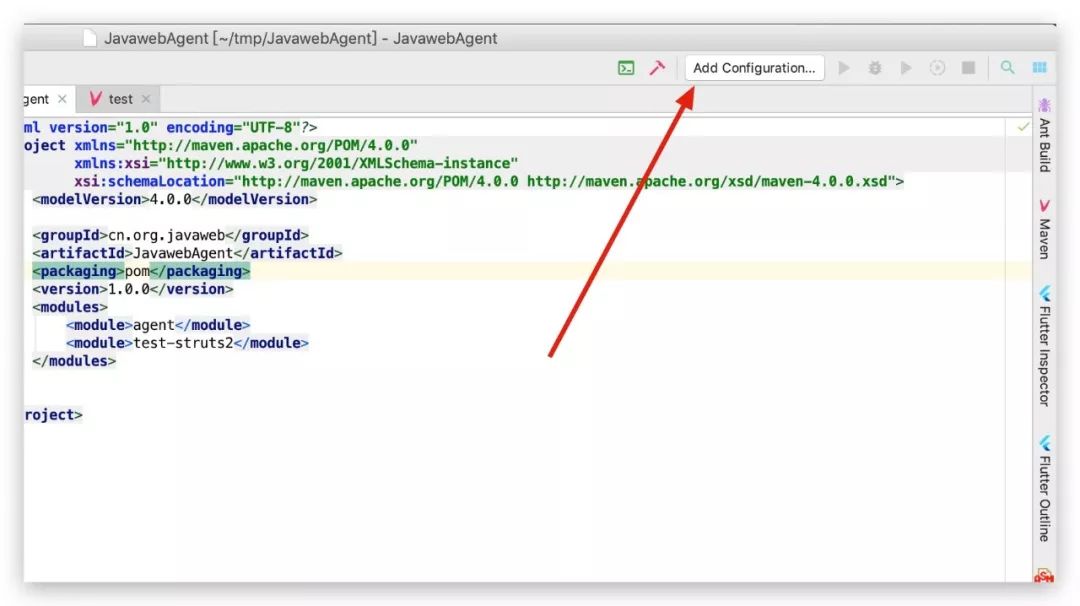 JavawebAgent [~/tmp/JavawebAgent] - JavawebAgent
Add Configuration...
gent
test
ml version="1.0" encoding="UTF-8"?>
oject xmlns="http://maven.apache.org/POM/4.0.0"
xmlns:xsi="http://www.w3.org/2001/XMLSchema-instance"
xsi:schemaLocation="http://maven.apache.org/POM/4.0.0 http://maven.apache.org/xsd/maven-4.0.0.xsd">
<modelVersion>4.0.0</modelVersion>
<groupId>cn.org.javaweb</groupId>
<artifactId>JavawebAgent</artifactId>
<packaging>pom</packaging>
<version>1.0.0</version>
<modules>
<module>agent</module>
<module>test-struts2</module>
</modules>
roject>
Ant Build
Maven
Flutter Inspector
Flutter Outline
ASM